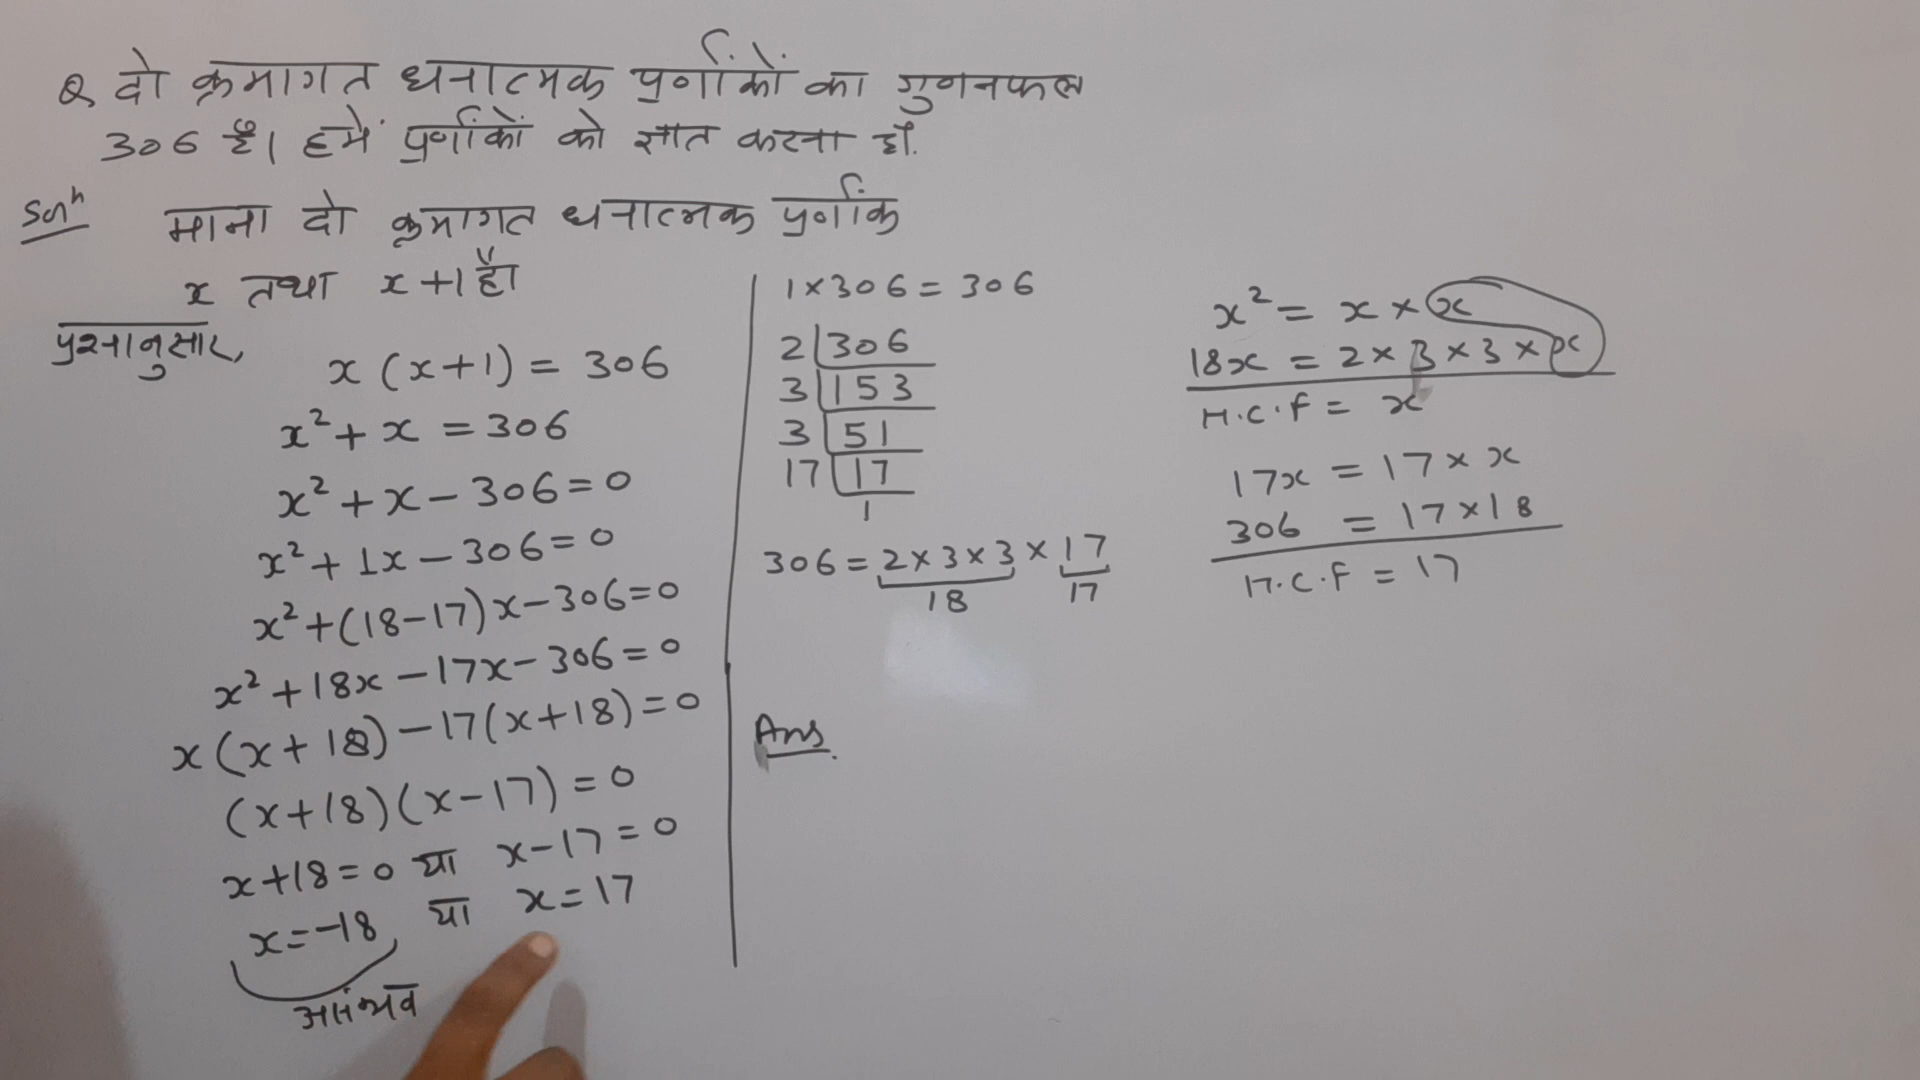 Q. दो क्रमागत धनात्मक पूर्णांकों का गुणनफल
306 है। हमें पूर्णांकों को ज्ञात करना है.
Solⁿ माना दो क्रमागत धनात्मक पूर्णांक
x तथा x+1 है
प्रश्नानुसार,
x(x+1) = 306
x² + x = 306
x² + x - 306 = 0
x² + 1x - 306 = 0
x² + (18-17)x - 306 = 0
x² + 18x - 17x - 306 = 0
x(x+18) - 17(x+18) = 0
(x+18)(x-17) = 0
x+18 = 0 या x-17 = 0
x = -18 या x = 17
असंभव
1×306 = 306
2 | 306
3 | 153
3 | 51
17 | 17
1
306 = 2×3×3×17
18 17
Ans.
x² = x × x
18x = 2×3×3×x
H.C.F = x
17x = 17×x
306 = 17×18
H.C.F = 17